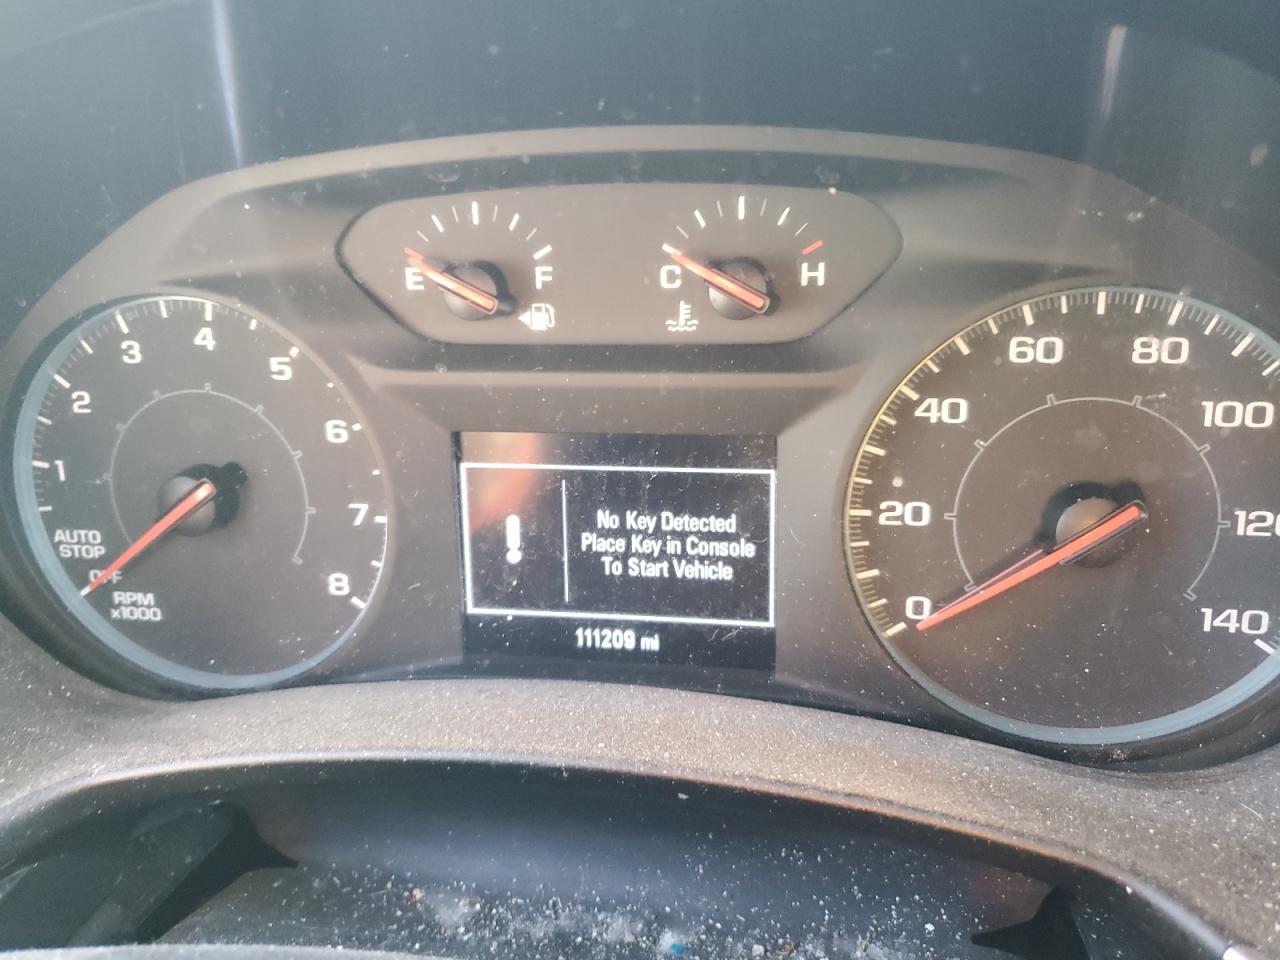 E F
C H
1
2
3
4
5
6
7
8
AUTO
STOP
OFF
RPM
x1000
No Key Detected
Place Key in Console
To Start Vehicle
111209 mi
0
20
40
60
80
100
120
140